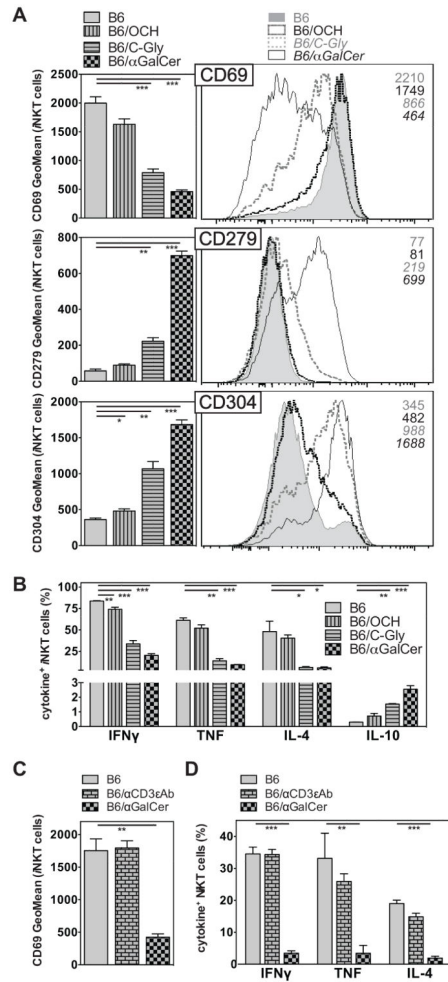 A
B6
B6/OCH
B6/C-Gly
B6/αGalCer
B6
B6/OCH
B6/C-Gly
B6/αGalCer
CD69 GeoMean (iNKT cells)
2500
2000
1500
1000
500
0
***
***
CD69
2210
1749
866
464
CD279 GeoMean (iNKT cells)
800
600
400
200
0
**
***
CD279
77
81
219
699
CD304 GeoMean (iNKT cells)
2000
1500
1000
500
0
*
**
***
CD304
345
482
988
1688
B
cytokine⁺ iNKT cells (%)
100
75
50
25
3
2
1
0
** *** ***
** ***
* *
** ***
B6
B6/OCH
B6/C-Gly
B6/αGalCer
IFNγ TNF IL-4 IL-10
C
B6
B6/αCD3εAb
B6/αGalCer
CD69 GeoMean (iNKT cells)
2000
1500
1000
500
0
**
D
B6
B6/αCD3εAb
B6/αGalCer
cytokine⁺ NKT cells (%)
40
30
20
10
0
*** ** ***
IFNγ TNF IL-4